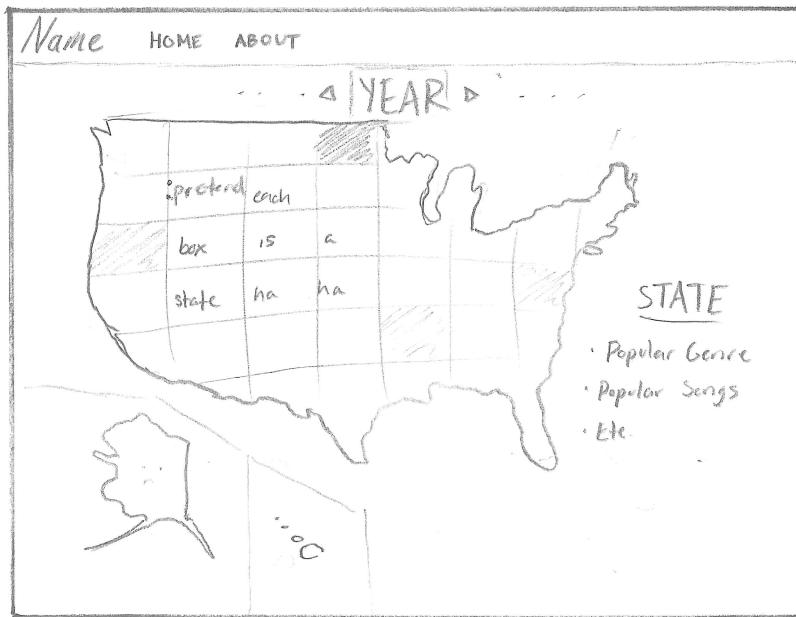 Name HOME ABOUT
YEAR
:pretend each
box is a
state ha ha
STATE
· Popular Genre
· Popular Songs
· Etc.